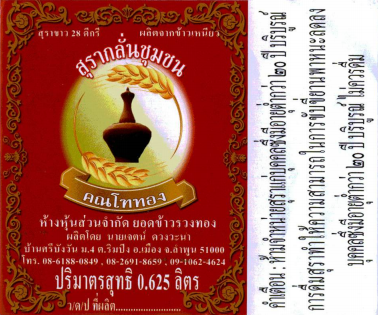 สุราขาว 28 ดีกรี
ผลิตจากข้าวเหนียว
สุรากลั่นชุมชน
คณโฑทอง
ห้างหุ้นส่วนจำกัด ยอดข้าวรวงทอง
ผลิตโดย นายเจตน์ ดวงวะนา
บ้านศรีบังวัน ม.4 ต.ริมปิง อ.เมือง จ.ลำพูน 51000
โทร. 08-6188-0849 , 08-2691-8659 , 09-1062-4624
ปริมาตรสุทธิ 0.625 ลิตร
ว/ด/ป ที่ผลิต..........................
คำเตือน : ห้ามจำหน่ายสุราแก่บุคคลซึ่งมีอายุต่ำกว่า ๒๐ ปี บริบูรณ์
การดื่มสุราทำให้ความสามารถในการขับขี่ยานพาหนะลดลง
บุคคลซึ่งมีอายุต่ำกว่า ๒๐ ปี บริบูรณ์ ไม่ควรดื่ม